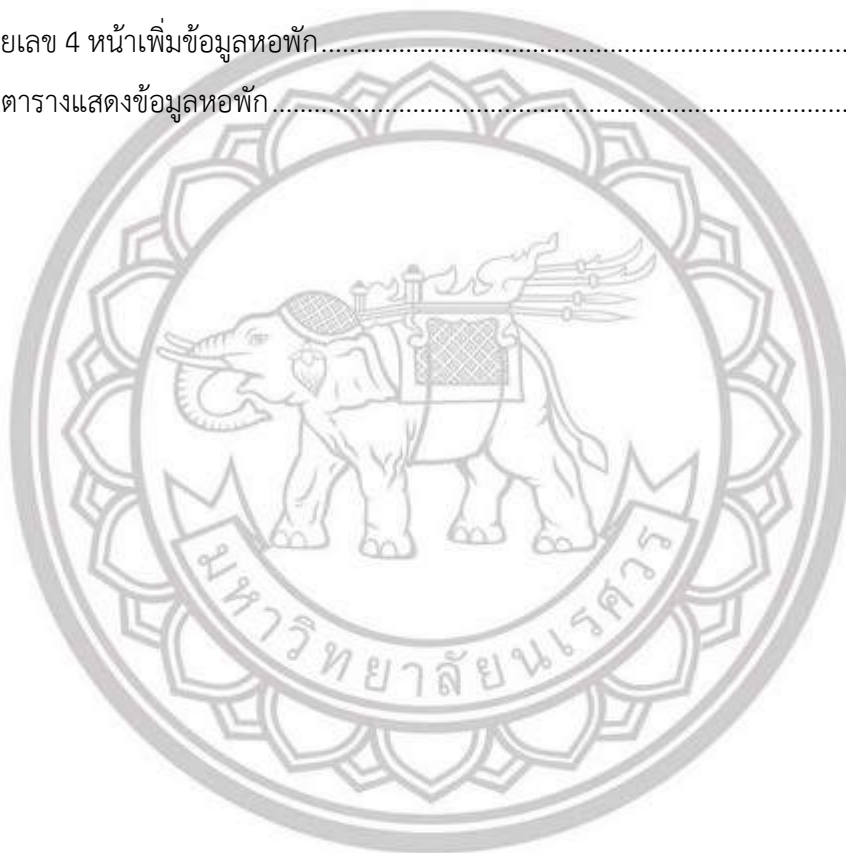 ยเลข 4 หน้าเพิ่มข้อมูลหอพัก................................................................................................
ตารางแสดงข้อมูลหอพัก.....................................................................................................
มหาวิทยาลัยนเรศวร